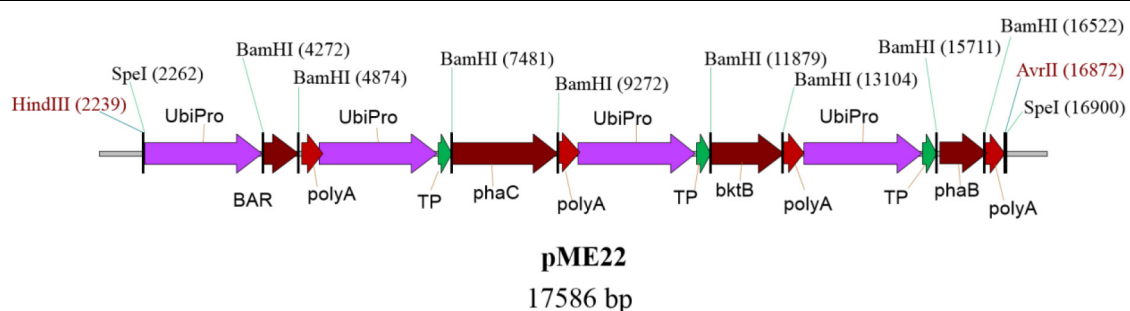 BamHI (16522)
BamHI (4272)
BamHI (7481)
BamHI (11879)
BamHI (15711)
SpeI (2262)
BamHI (4874)
BamHI (9272)
BamHI (13104)
AvrII (16872)
HindIII (2239)
SpeI (16900)
UbiPro
UbiPro
UbiPro
UbiPro
BAR
polyA
TP
phaC
polyA
TP
bktB
polyA
TP
phaB
polyA
pME22
17586 bp